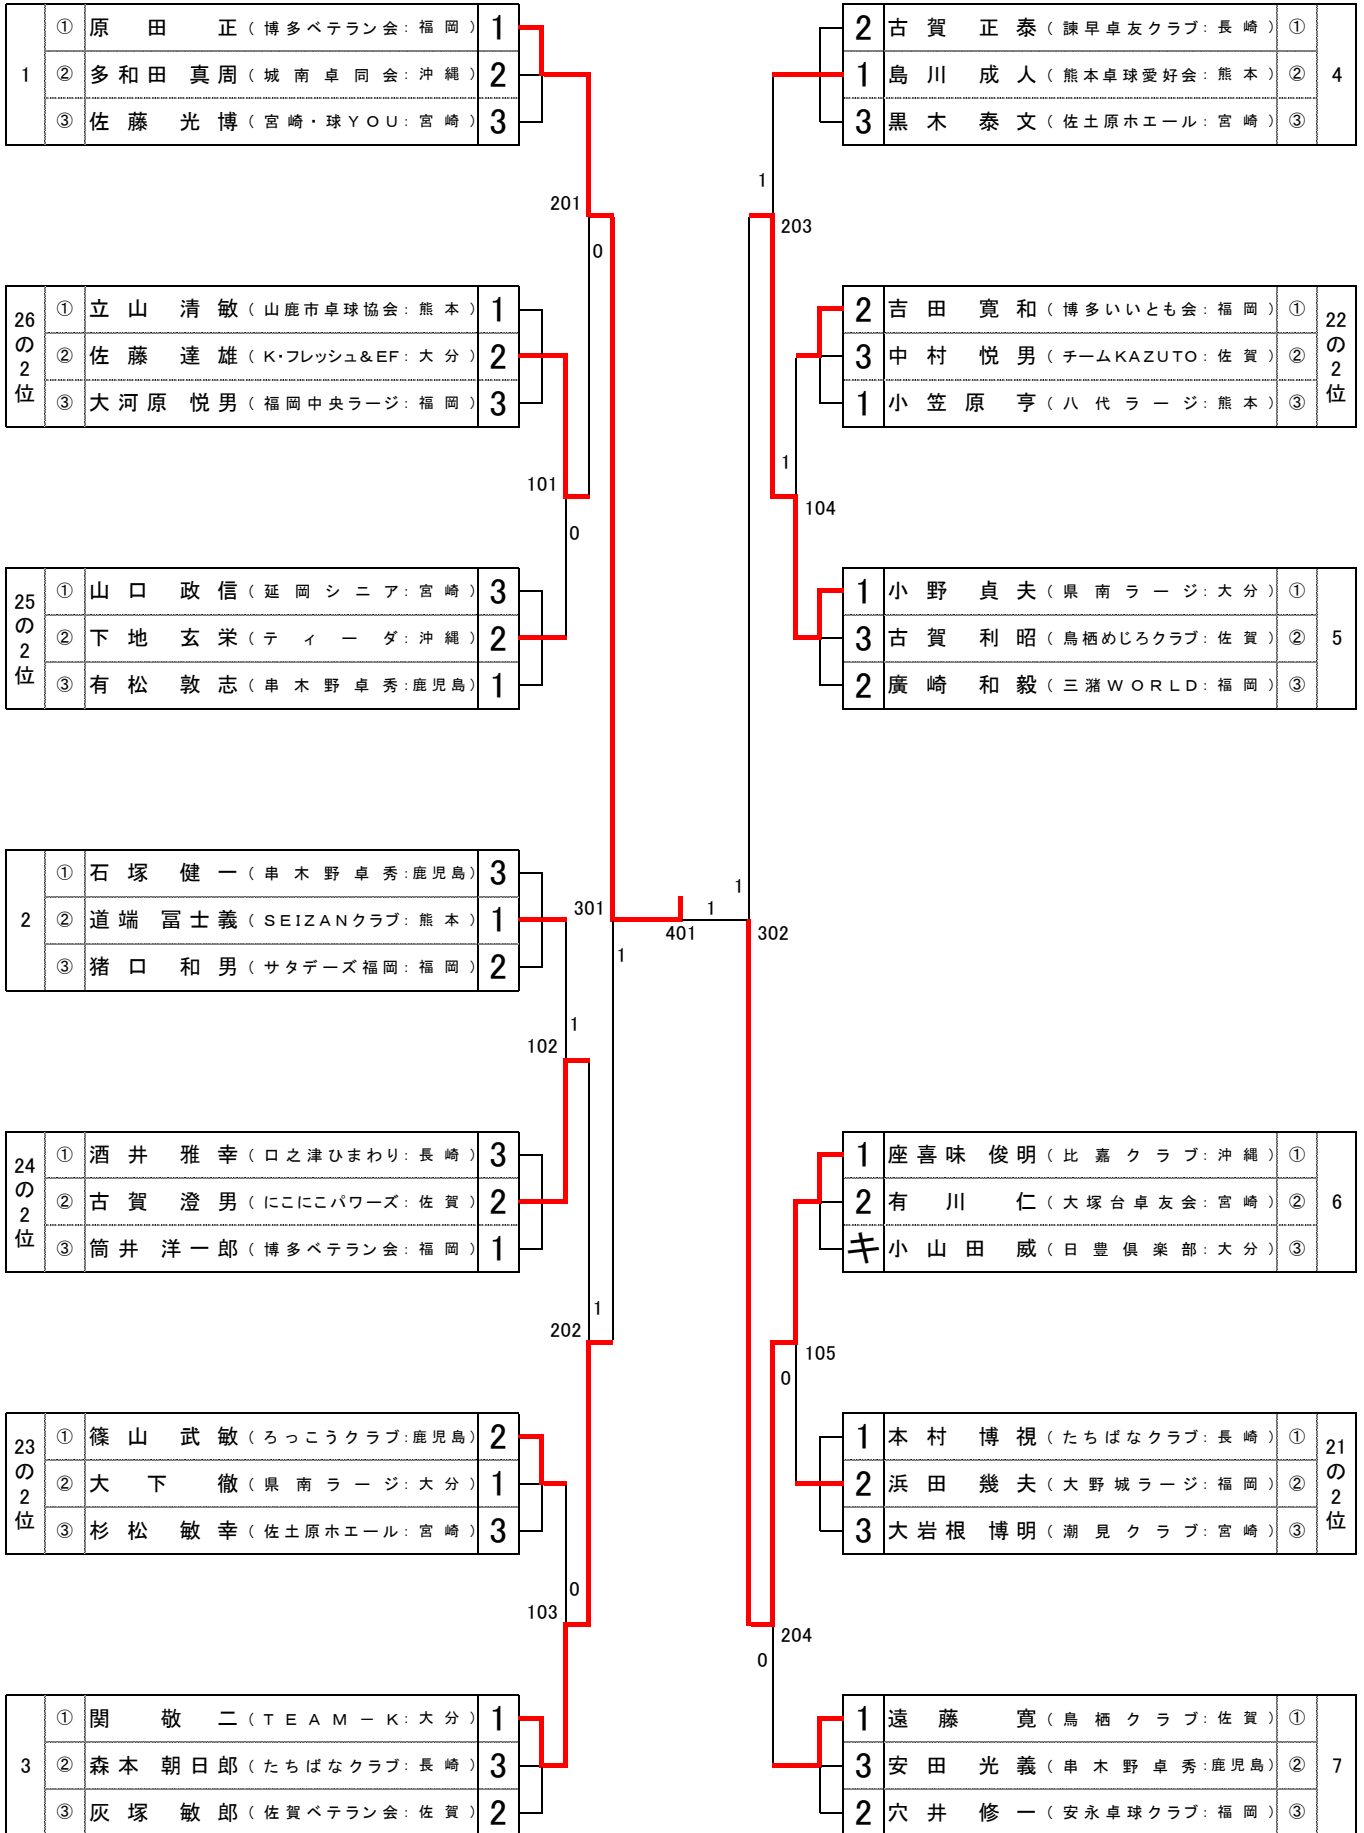 1
① 原田 正 (博多ベテラン会:福岡) 1
② 多和田 真周 (城南卓同会:沖縄) 2
③ 佐藤 光博 (宮崎・球YOU:宮崎) 3
201
0
26の2位
① 立山 清敏 (山鹿市卓球協会:熊本) 1
② 佐藤 達雄 (K・フレッシュ&EF:大分) 2
③ 大河原 悦男 (福岡中央ラージ:福岡) 3
101
0
25の2位
① 山口 政信 (延岡シニア:宮崎) 3
② 下地 玄栄 (ティーダ:沖縄) 2
③ 有松 敦志 (串木野卓秀:鹿児島) 1
2
① 石塚 健一 (串木野卓秀:鹿児島) 3
② 道端 冨士義 (SEIZANクラブ:熊本) 1
③ 猪口 和男 (サタデーズ福岡:福岡) 2
301
1
1
102
24の2位
① 酒井 雅幸 (口之津ひまわり:長崎) 3
② 古賀 澄男 (にこにこパワーズ:佐賀) 2
③ 筒井 洋一郎 (博多ベテラン会:福岡) 1
1
202
23の2位
① 篠山 武敏 (ろっこうクラブ:鹿児島) 2
② 大下 徹 (県南ラージ:大分) 1
③ 杉松 敏幸 (佐土原ホエール:宮崎) 3
0
103
3
① 関 敬二 (TEAM-K:大分) 1
② 森本 朝日郎 (たちばなクラブ:長崎) 3
③ 灰塚 敏郎 (佐賀ベテラン会:佐賀) 2
1
401
2 古賀 正泰 (諫早卓友クラブ:長崎) ①
1 島川 成人 (熊本卓球愛好会:熊本) ②
3 黒木 泰文 (佐土原ホエール:宮崎) ③
4
1
203
2 吉田 寛和 (博多いいとも会:福岡) ①
3 中村 悦男 (チームKAZUTO:佐賀) ②
1 小笠原 亨 (八代ラージ:熊本) ③
22の2位
1
104
1 小野 貞夫 (県南ラージ:大分) ①
3 古賀 利昭 (鳥栖めじろクラブ:佐賀) ②
2 廣崎 和毅 (三潴WORLD:福岡) ③
5
1
302
1 座喜味 俊明 (比嘉クラブ:沖縄) ①
2 有川 仁 (大塚台卓友会:宮崎) ②
キ 小山田 威 (日豊倶楽部:大分) ③
6
105
0
1 本村 博視 (たちばなクラブ:長崎) ①
2 浜田 幾夫 (大野城ラージ:福岡) ②
3 大岩根 博明 (潮見クラブ:宮崎) ③
21の2位
204
0
1 遠藤 寛 (鳥栖クラブ:佐賀) ①
3 安田 光義 (串木野卓秀:鹿児島) ②
2 穴井 修一 (安永卓球クラブ:福岡) ③
7